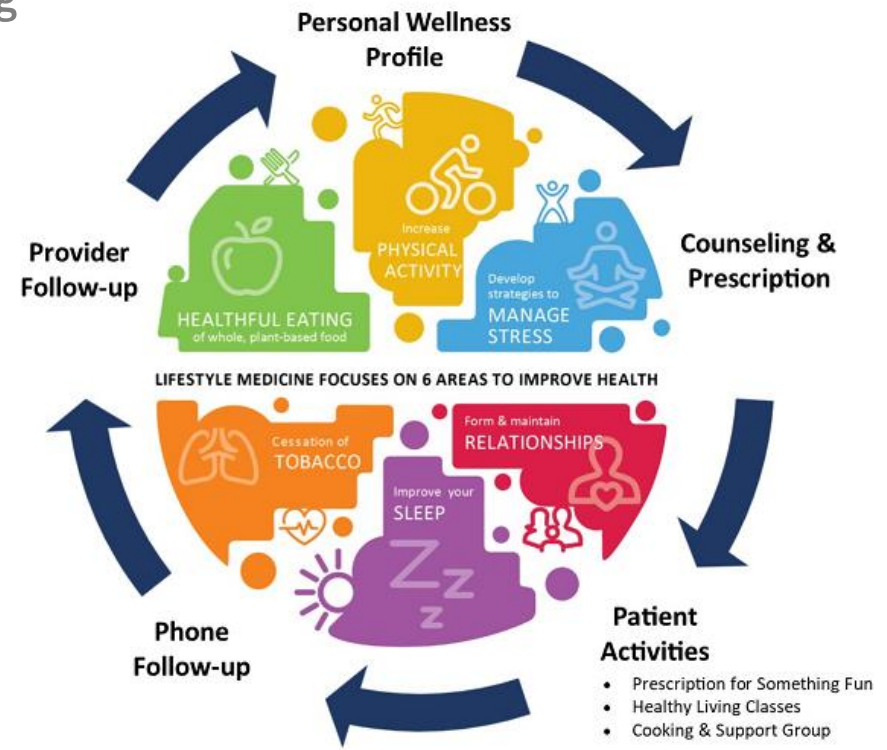 g
Personal Wellness
Profile
Counseling &
Prescription
Provider
Follow-up
Increase
PHYSICAL
ACTIVITY
Develop
strategies to
MANAGE
STRESS
HEALTHFUL EATING
of whole, plant-based food
LIFESTYLE MEDICINE FOCUSES ON 6 AREAS TO IMPROVE HEALTH
Cessation of
TOBACCO
Improve your
SLEEP
Form & maintain
RELATIONSHIPS
Z Z
Z
Phone
Follow-up
Patient
Activities
• Prescription for Something Fun
• Healthy Living Classes
• Cooking & Support Group